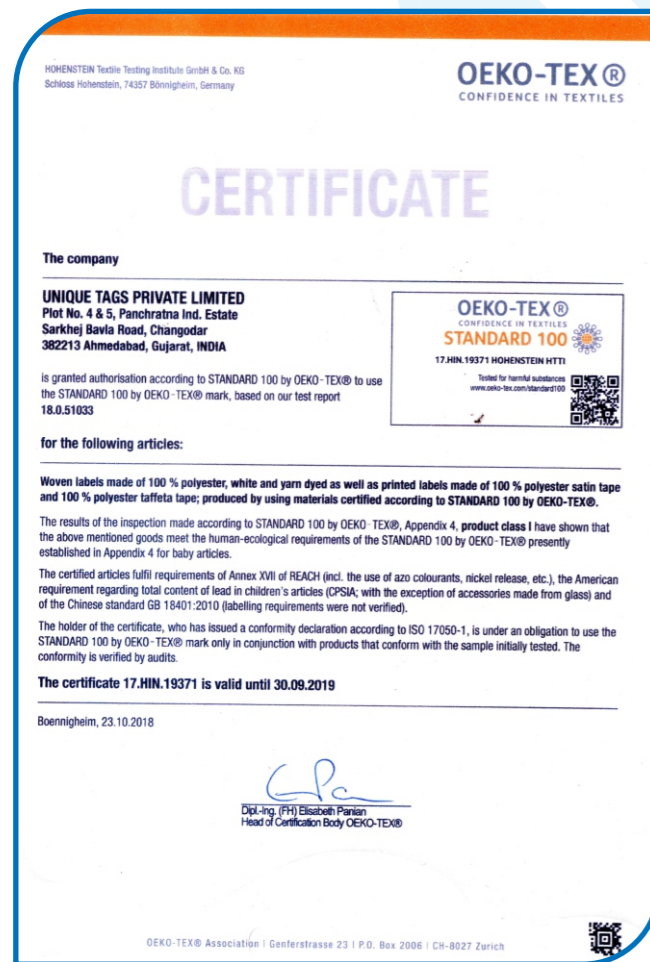 HOHENSTEIN Textile Testing Institute GmbH & Co. KG
Schloss Hohenstein, 74357 Bönnigheim, Germany
OEKO-TEX®
CONFIDENCE IN TEXTILES
CERTIFICATE
The company
UNIQUE TAGS PRIVATE LIMITED
Plot No. 4 & 5, Panchratna Ind. Estate
Sarkhej Bavla Road, Changodar
382213 Ahmedabad, Gujarat, INDIA
OEKO-TEX®
CONFIDENCE IN TEXTILES
STANDARD 100
17.HIN.19371 HOHENSTEIN HTTI
Tested for harmful substances
www.oeko-tex.com/standard100
is granted authorisation according to STANDARD 100 by OEKO-TEX® to use
the STANDARD 100 by OEKO-TEX® mark, based on our test report
18.0.51033
for the following articles:
Woven labels made of 100 % polyester, white and yarn dyed as well as printed labels made of 100 % polyester satin tape
and 100 % polyester taffeta tape; produced by using materials certified according to STANDARD 100 by OEKO-TEX®.
The results of the inspection made according to STANDARD 100 by OEKO-TEX®, Appendix 4, product class I have shown that
the above mentioned goods meet the human-ecological requirements of the STANDARD 100 by OEKO-TEX® presently
established in Appendix 4 for baby articles.
The certified articles fulfil requirements of Annex XVII of REACH (incl. the use of azo colourants, nickel release, etc.), the American
requirement regarding total content of lead in children's articles (CPSIA; with the exception of accessories made from glass) and
of the Chinese standard GB 18401:2010 (labelling requirements were not verified).
The holder of the certificate, who has issued a conformity declaration according to ISO 17050-1, is under an obligation to use the
STANDARD 100 by OEKO-TEX® mark only in conjunction with products that conform with the sample initially tested. The
conformity is verified by audits.
The certificate 17.HIN.19371 is valid until 30.09.2019
Boennigheim, 23.10.2018
Dipl.-Ing. (FH) Elisabeth Panian
Head of Certification Body OEKO-TEX®
OEKO-TEX® Association | Genferstrasse 23 | P.O. Box 2006 | CH-8027 Zurich